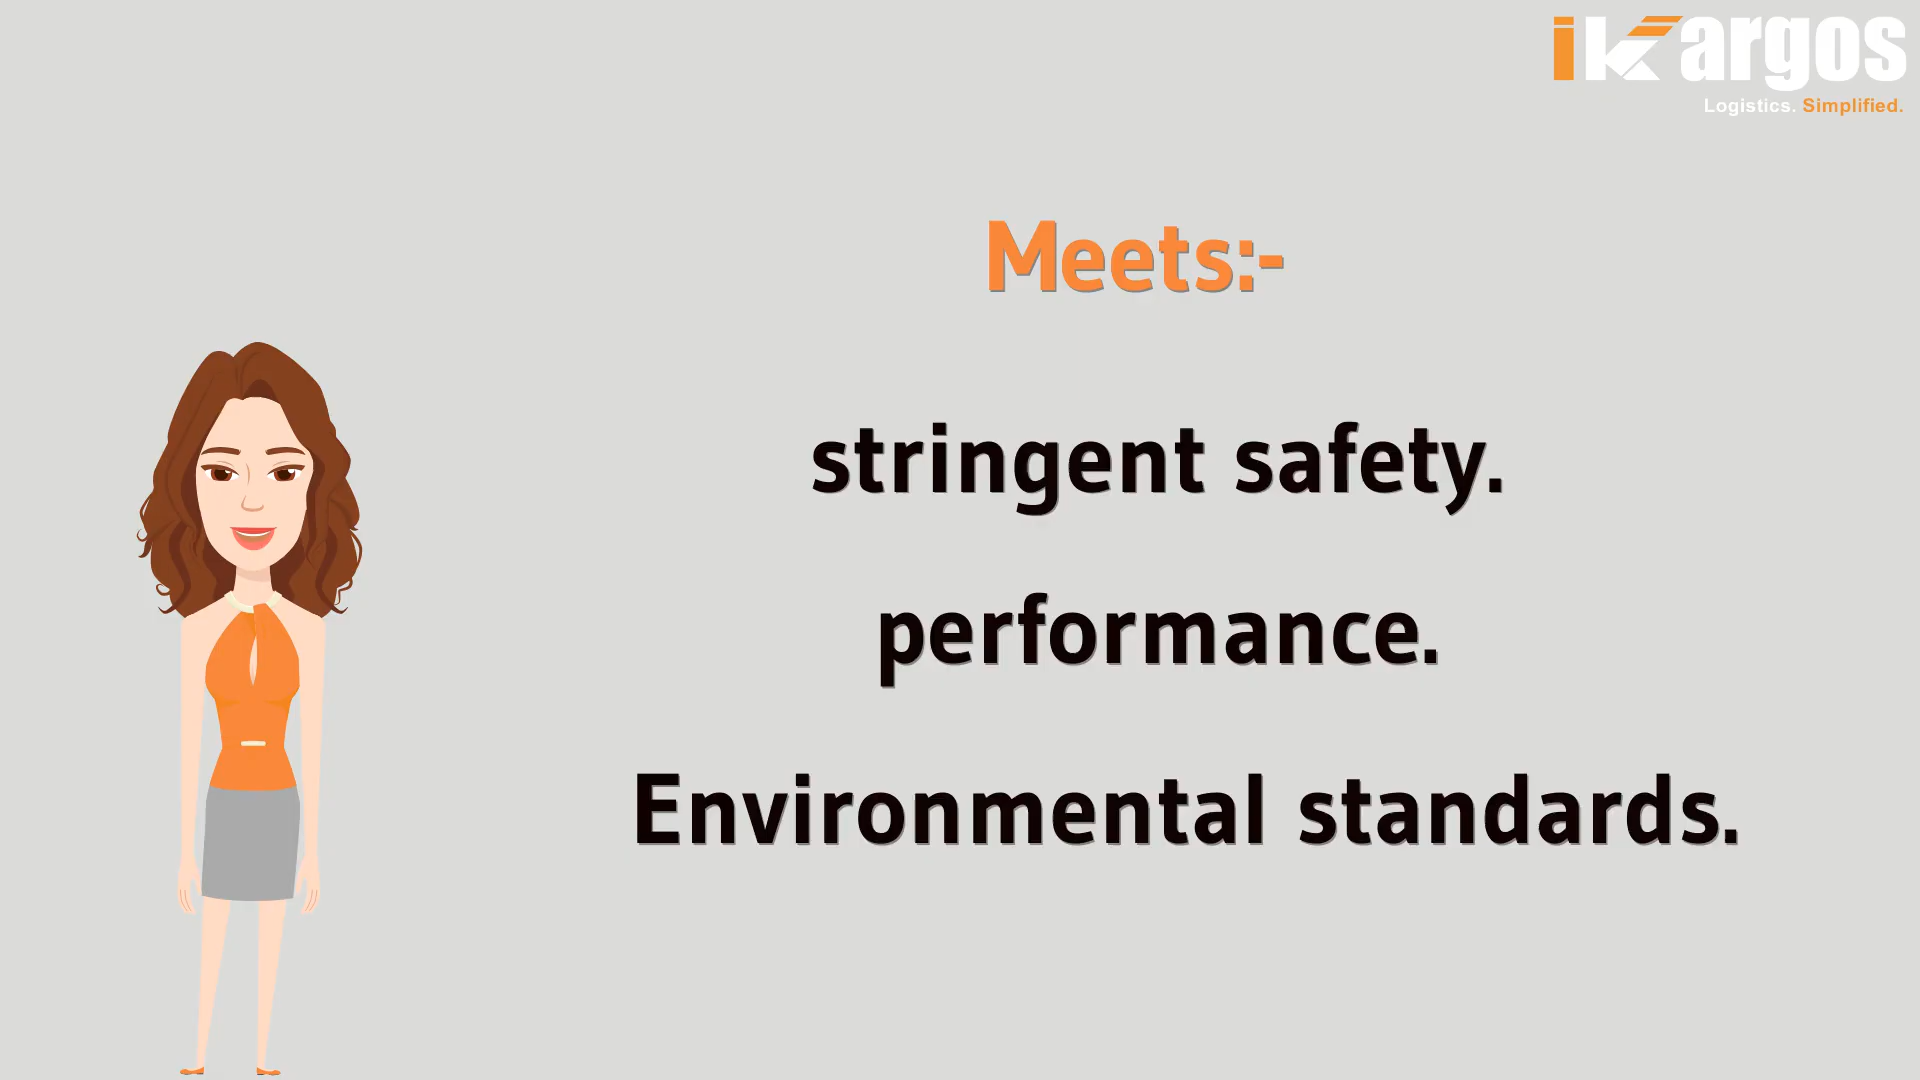 iKargos
Logistics. Simplified.
Meets:-
stringent safety.
performance.
Environmental standards.